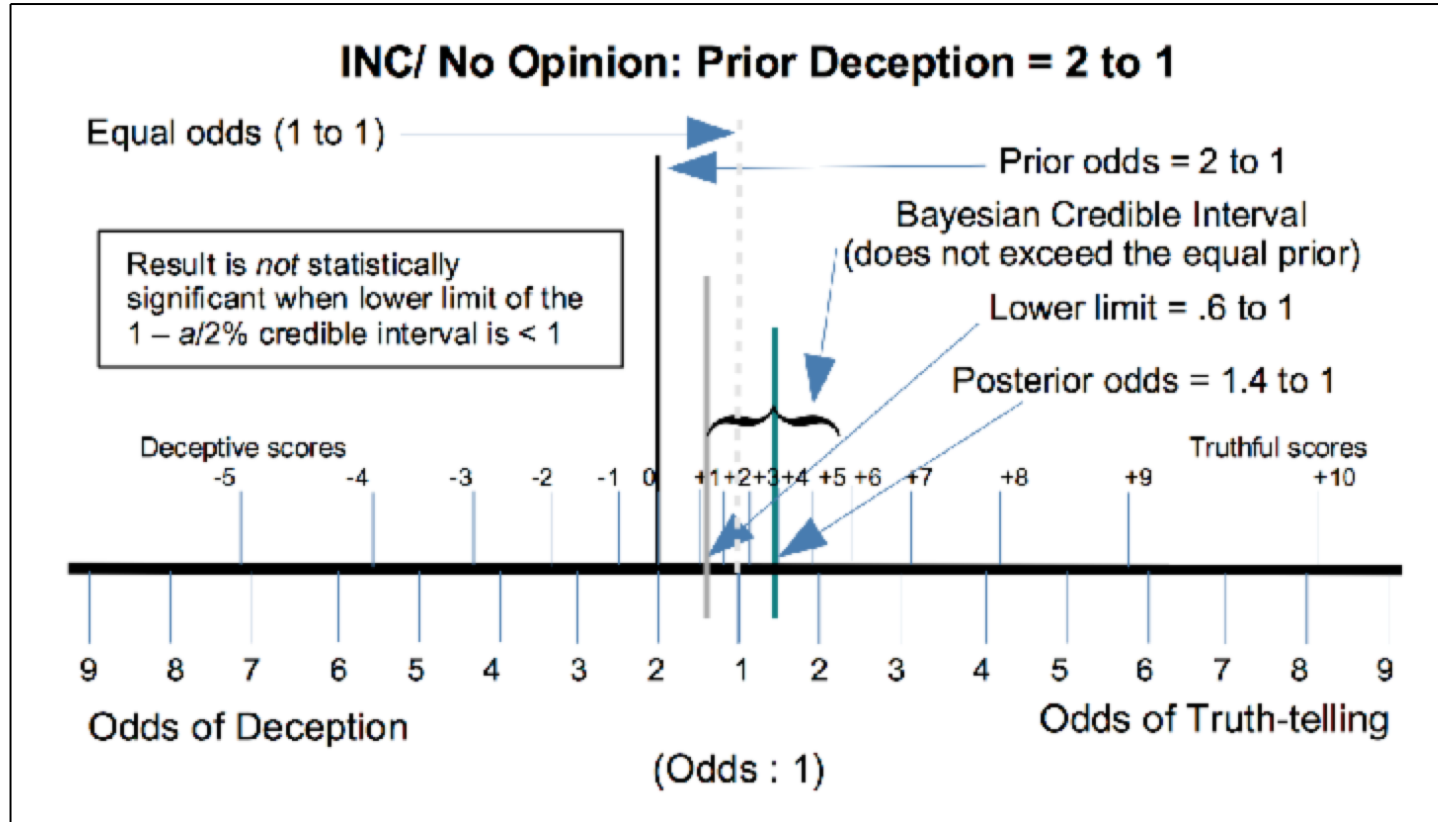 INC/ No Opinion: Prior Deception = 2 to 1
Equal odds (1 to 1)
Prior odds = 2 to 1
Bayesian Credible Interval
(does not exceed the equal prior)
Result is not statistically
significant when lower limit of the
1 – a/2% credible interval is < 1
Lower limit = .6 to 1
Posterior odds = 1.4 to 1
Deceptive scores
Truthful scores
-5 -4 -3 -2 -1 0 +1 +2 +3 +4 +5 +6 +7 +8 +9 +10
9 8 7 6 5 4 3 2 1 2 3 4 5 6 7 8 9
Odds of Deception
Odds of Truth-telling
(Odds : 1)